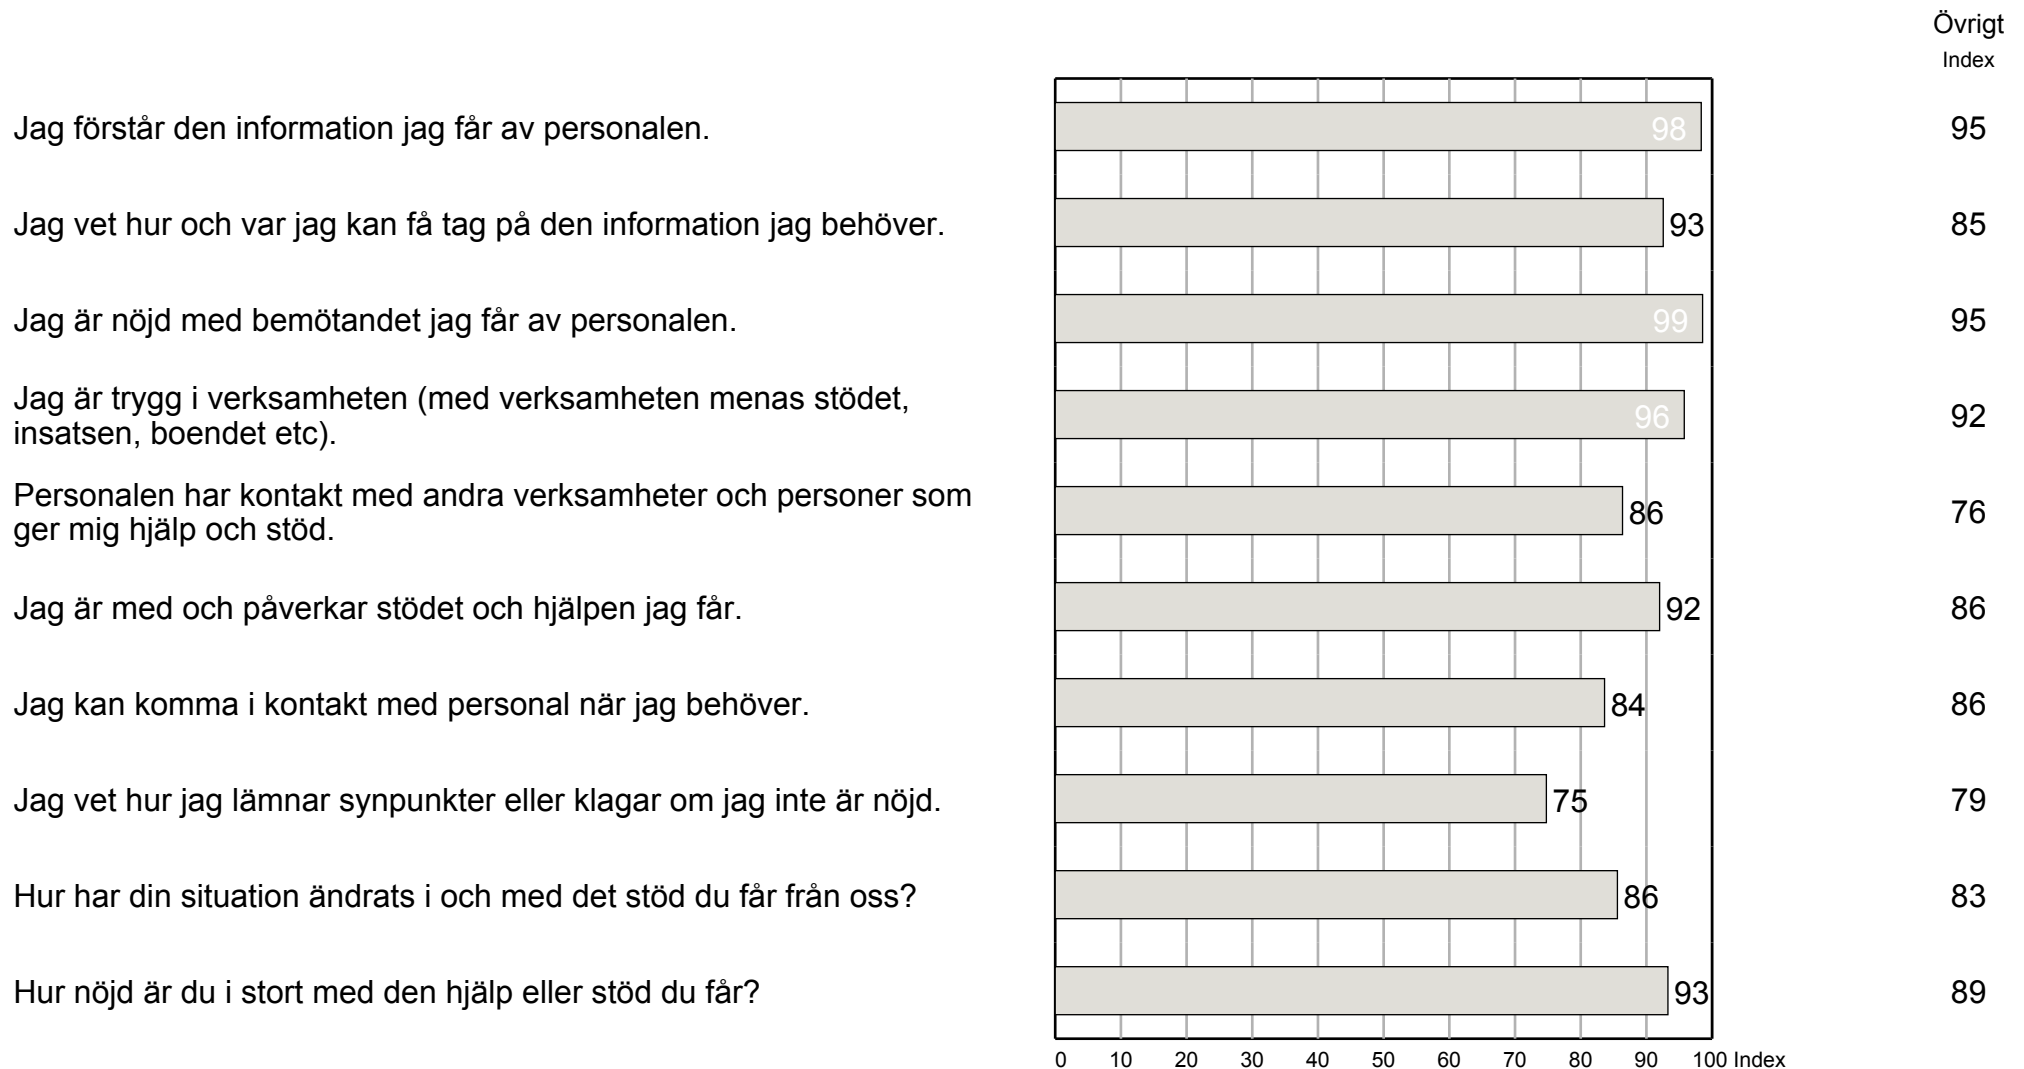 Övrigt
Index
Jag förstår den information jag får av personalen. 98 95
Jag vet hur och var jag kan få tag på den information jag behöver. 93 85
Jag är nöjd med bemötandet jag får av personalen. 99 95
Jag är trygg i verksamheten (med verksamheten menas stödet,
insatsen, boendet etc). 96 92
Personalen har kontakt med andra verksamheter och personer som
ger mig hjälp och stöd. 86 76
Jag är med och påverkar stödet och hjälpen jag får. 92 86
Jag kan komma i kontakt med personal när jag behöver. 84 86
Jag vet hur jag lämnar synpunkter eller klagar om jag inte är nöjd. 75 79
Hur har din situation ändrats i och med det stöd du får från oss? 86 83
Hur nöjd är du i stort med den hjälp eller stöd du får? 93 89
0 10 20 30 40 50 60 70 80 90 100 Index